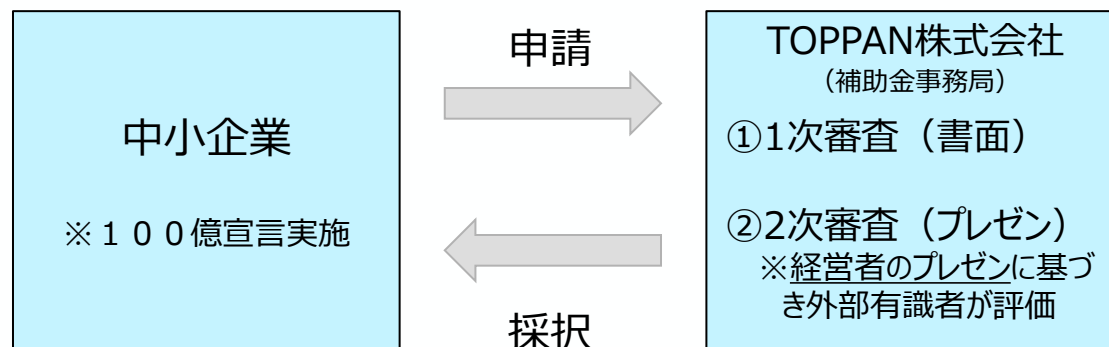 中小企業
※１００億宣言実施
申請
採択
TOPPAN株式会社
（補助金事務局）
①1次審査（書面）
②2次審査（プレゼン）
※経営者のプレゼンに基づ
き外部有識者が評価